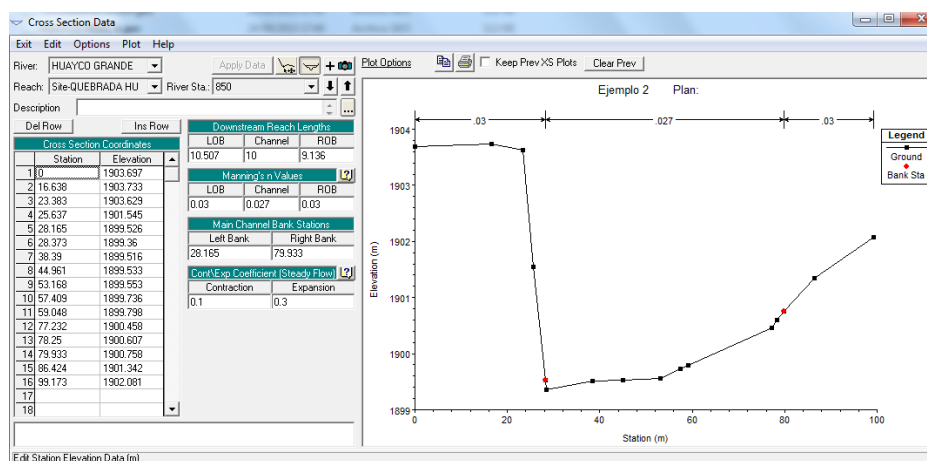 Cross Section Data
Exit Edit Options Plot Help
River: HUAYCO GRANDE Apply Data
Reach: Site-QUEBRADA HU River Sta.: 850
Description ...
Del Row Ins Row
Cross Section Coordinates
Station Elevation
1 0 1903.697
2 16.638 1903.733
3 23.383 1903.629
4 25.637 1901.545
5 28.165 1899.526
6 28.373 1899.36
7 38.39 1899.516
8 44.961 1899.533
9 53.168 1899.553
10 57.409 1899.736
11 59.048 1899.798
12 77.232 1900.458
13 78.25 1900.607
14 79.933 1900.758
15 86.424 1901.342
16 99.173 1902.081
17
18
Downstream Reach Lengths
LOB Channel ROB
10.507 10 9.136
Manning's n Values
LOB Channel ROB
0.03 0.027 0.03
Main Channel Bank Stations
Left Bank Right Bank
28.165 79.933
Cont\Exp Coefficient (Steady Flow)
Contraction Expansion
0.1 0.3
Edit Station Elevation Data (m)
Plot Options Keep Prev XS Plots Clear Prev
Ejemplo 2 Plan:
.03 .027 .03
Legend
Ground
Bank Sta
Elevation (m)
1904
1903
1902
1901
1900
1899
0 20 40 60 80 100
Station (m)